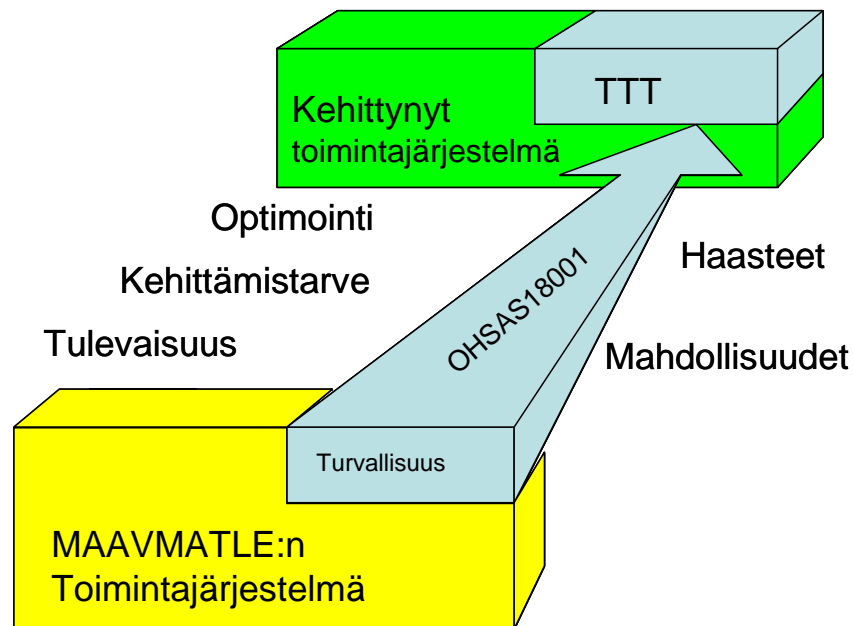 TTT
Kehittynyt
toimintajärjestelmä
Optimointi
Haasteet
Kehittämistarve
OHSAS18001
Tulevaisuus
Mahdollisuudet
Turvallisuus
MAAVMATLE:n
Toimintajärjestelmä